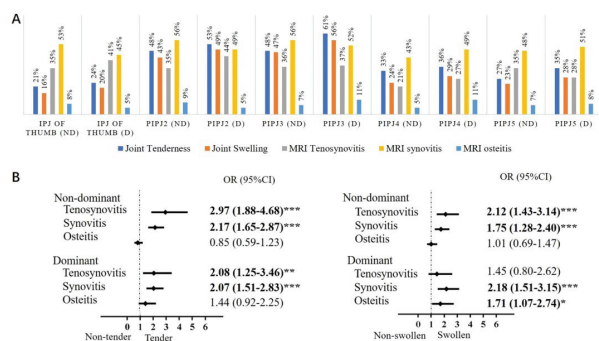 A
21% 16% 35% 53% 8%
24% 20% 41% 45% 5%
48% 43% 35% 56% 9%
53% 49% 44% 49% 5%
48% 47% 36% 56% 7%
61% 56% 37% 52% 11%
33% 24% 21% 43% 5%
36% 29% 27% 49% 11%
27% 23% 35% 48% 7%
35% 28% 28% 51% 8%
IPJ OF THUMB (ND)
IPJ OF THUMB (D)
PIPJ2 (ND)
PIPJ2 (D)
PIPJ3 (ND)
PIPJ3 (D)
PIPJ4 (ND)
PIPJ4 (D)
PIPJ5 (ND)
PIPJ5 (D)
Joint Tenderness Joint Swelling MRI Tenosynovitis MRI synovitis MRI osteitis
B
OR (95%CI)
Non-dominant
Tenosynovitis 2.97 (1.88-4.68)***
Synovitis 2.17 (1.65-2.87)***
Osteitis 0.85 (0.59-1.23)
Dominant
Tenosynovitis 2.08 (1.25-3.46)**
Synovitis 2.07 (1.51-2.83)***
Osteitis 1.44 (0.92-2.25)
Non-tender Tender
0 1 2 3 4 5 6
OR (95%CI)
Non-dominant
Tenosynovitis 2.12 (1.43-3.14)***
Synovitis 1.75 (1.28-2.40)***
Osteitis 1.01 (0.69-1.47)
Dominant
Tenosynovitis 1.45 (0.80-2.62)
Synovitis 2.18 (1.51-3.15)***
Osteitis 1.71 (1.07-2.74)*
Non-swollen Swollen
0 1 2 3 4 5 6